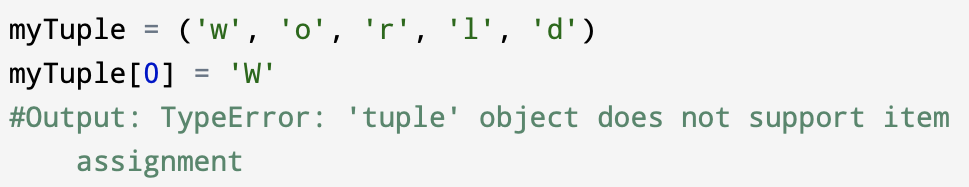 myTuple = ('w', 'o', 'r', 'l', 'd')
myTuple[0] = 'W'
#Output: TypeError: 'tuple' object does not support item
assignment